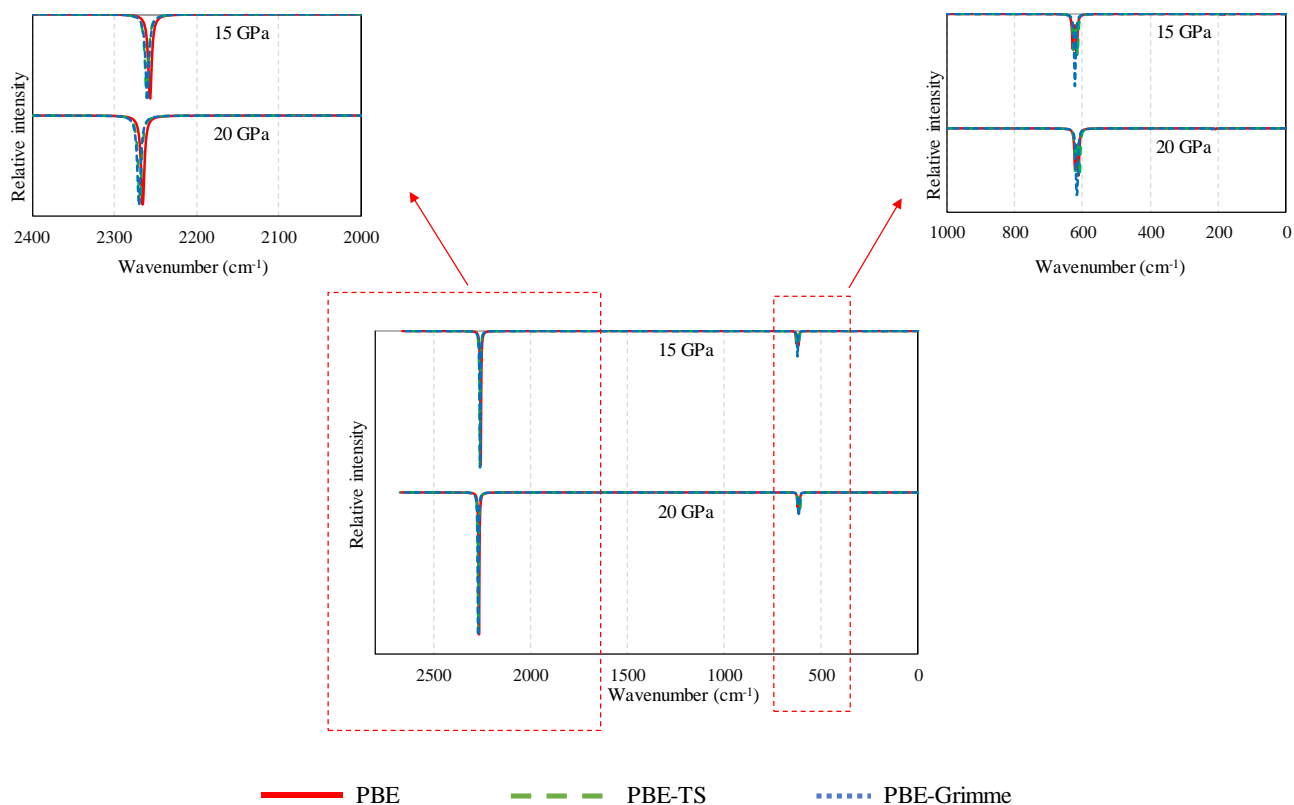 15 GPa
20 GPa
Relative intensity
2400 2300 2200 2100 2000
Wavenumber (cm-1)
15 GPa
20 GPa
Relative intensity
1000 800 600 400 200 0
Wavenumber (cm-1)
15 GPa
20 GPa
Relative intensity
2500 2000 1500 1000 500 0
Wavenumber (cm-1)
PBE PBE-TS PBE-Grimme